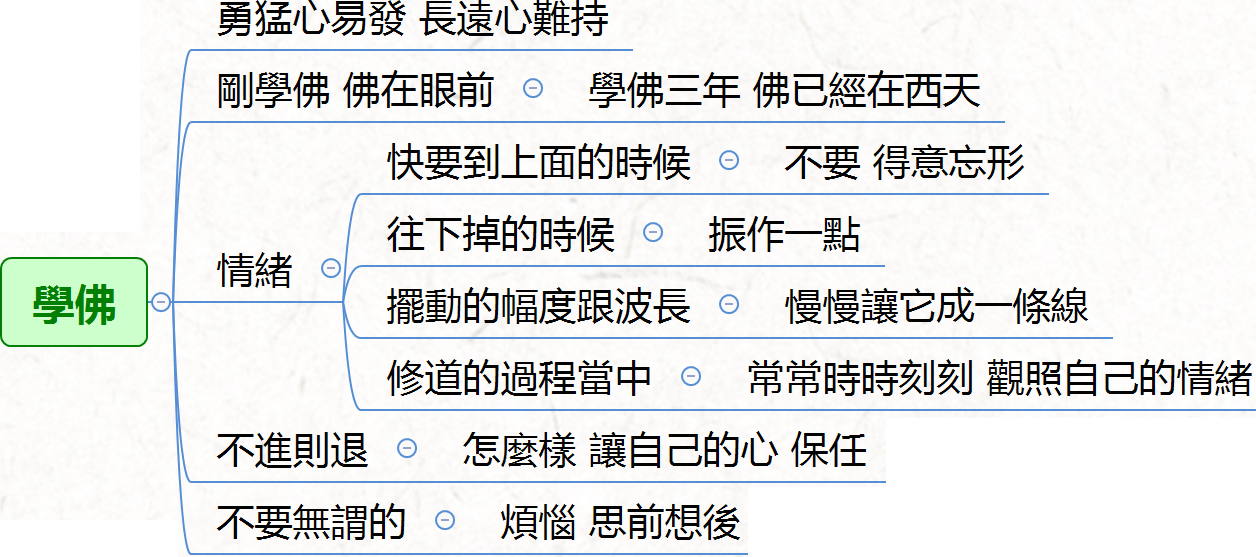 勇猛心易發 長遠心難持
剛學佛 佛在眼前 學佛三年 佛已經在西天
快要到上面的時候 不要 得意忘形
往下掉的時候 振作一點
情緒
學佛
擺動的幅度跟波長 慢慢讓它成一條線
修道的過程當中 常常時時刻刻 觀照自己的情緒
不進則退 怎麼樣 讓自己的心 保任
不要無謂的 煩惱 思前想後